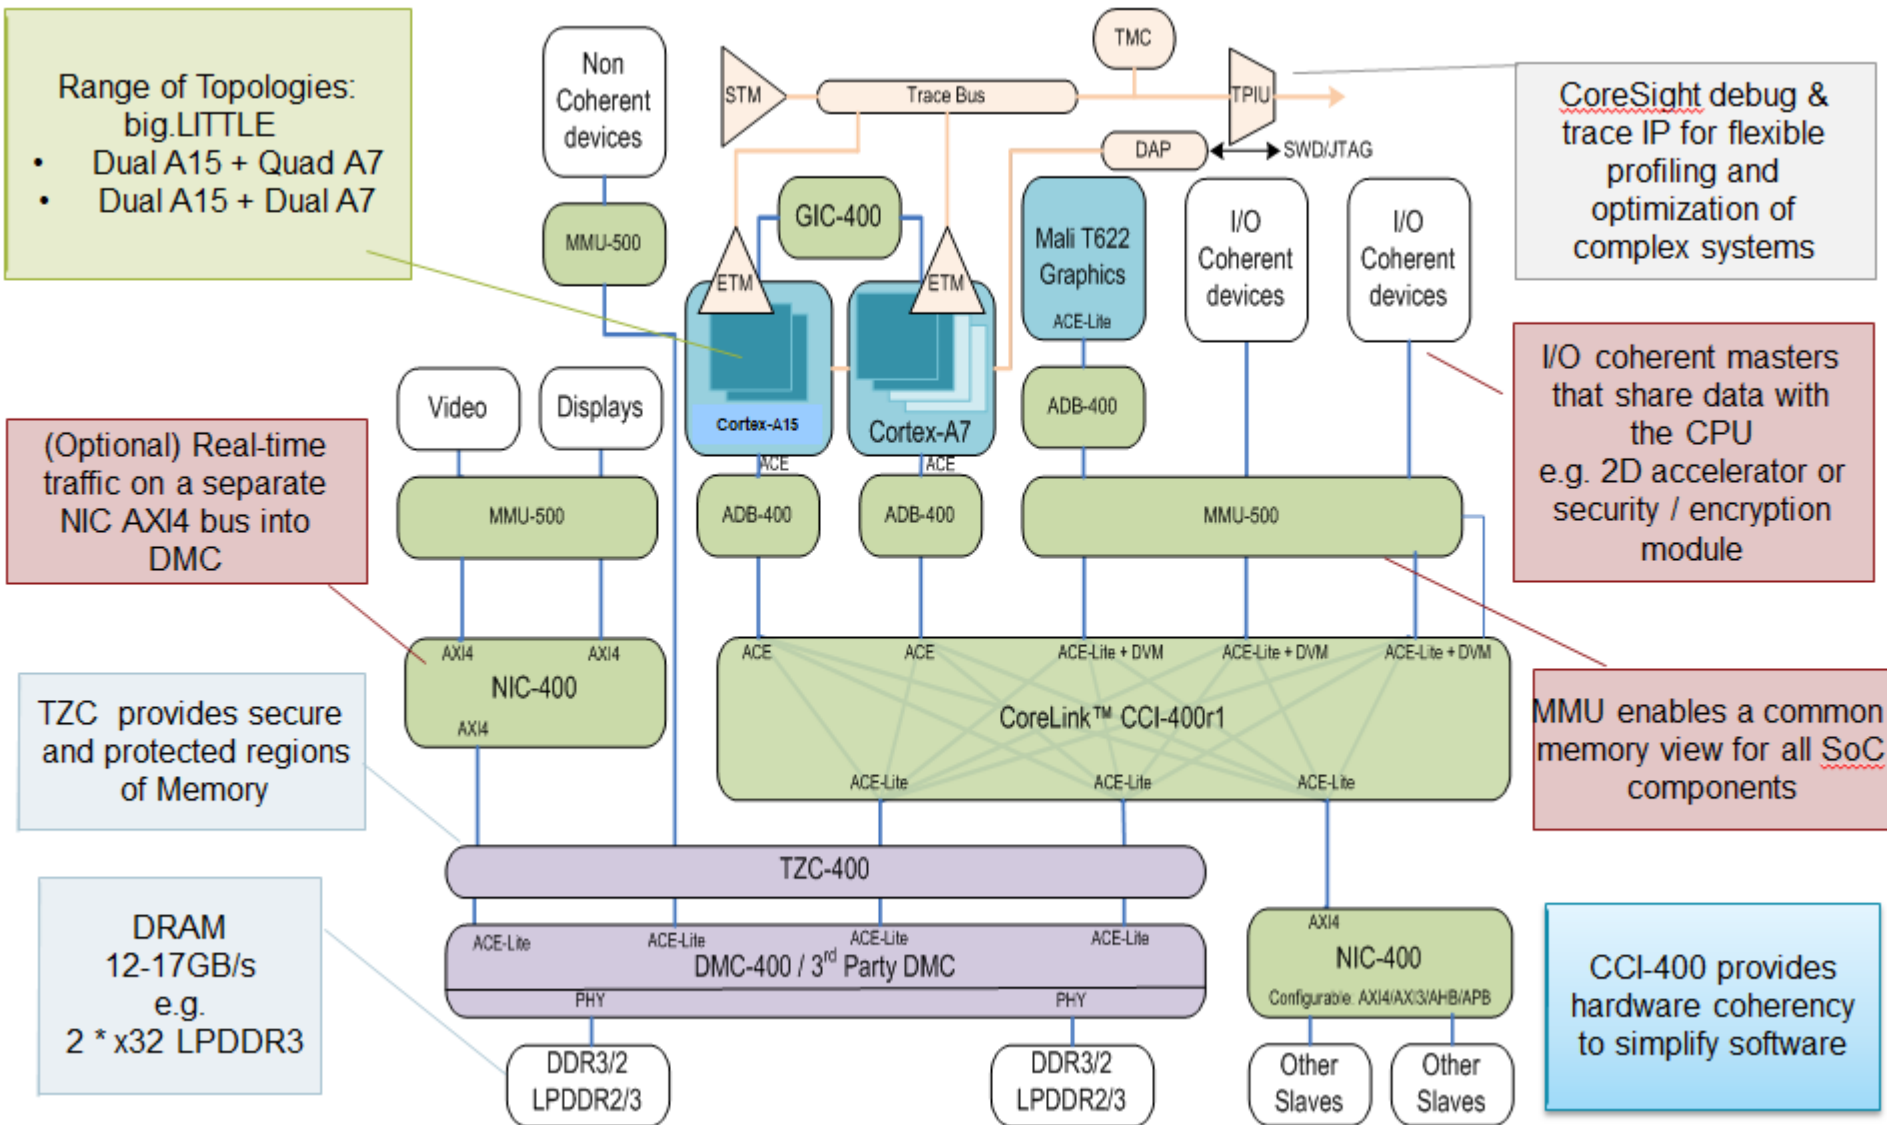 Range of Topologies:
big.LITTLE
• Dual A15 + Quad A7
• Dual A15 + Dual A7
Non
Coherent
devices
MMU-500
STM
Trace Bus
TMC
TPIU
DAP
SWD/JTAG
CoreSight debug &
trace IP for flexible
profiling and
optimization of
complex systems
GIC-400
ETM
ETM
Cortex-A15
Cortex-A7
ACE
ACE
Mali T622
Graphics
ACE-Lite
I/O
Coherent
devices
I/O
Coherent
devices
I/O coherent masters
that share data with
the CPU
e.g. 2D accelerator or
security / encryption
module
Video
Displays
(Optional) Real-time
traffic on a separate
NIC AXI4 bus into
DMC
MMU-500
ADB-400
ADB-400
ADB-400
MMU-500
AXI4
AXI4
NIC-400
AXI4
ACE
ACE
ACE-Lite + DVM
ACE-Lite + DVM
ACE-Lite + DVM
CoreLink™ CCI-400r1
ACE-Lite
ACE-Lite
ACE-Lite
MMU enables a common
memory view for all SoC
components
TZC provides secure
and protected regions
of Memory
TZC-400
ACE-Lite
ACE-Lite
ACE-Lite
ACE-Lite
DMC-400 / 3rd Party DMC
PHY
PHY
DRAM
12-17GB/s
e.g.
2 * x32 LPDDR3
DDR3/2
LPDDR2/3
DDR3/2
LPDDR2/3
AXI4
NIC-400
Configurable: AXI4/AXI3/AHB/APB
Other
Slaves
Other
Slaves
CCI-400 provides
hardware coherency
to simplify software